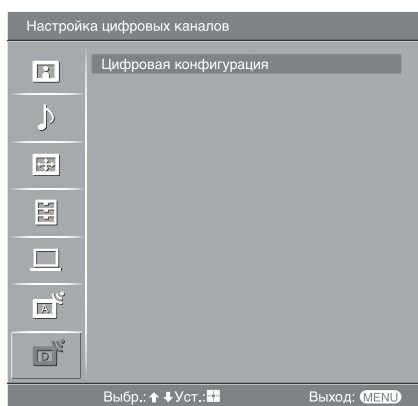 Настройка цифровых каналов
Цифровая конфигурация
A
D
Выбр.: Уст.: Выход: MENU